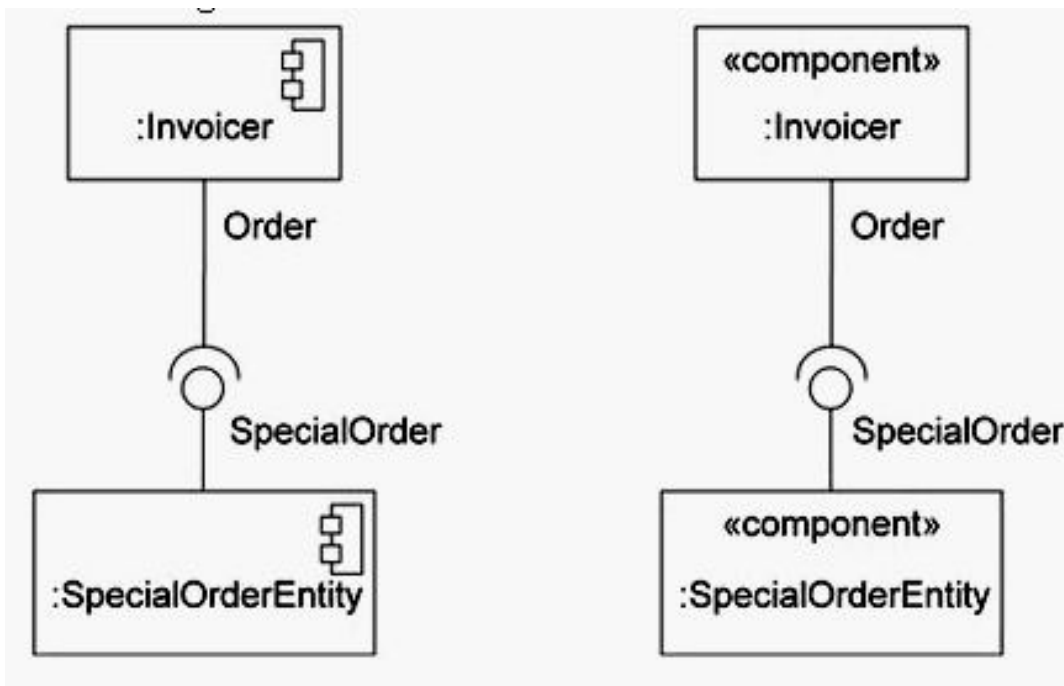 :Invoicer
Order
SpecialOrder
:SpecialOrderEntity
«component»
:Invoicer
Order
SpecialOrder
«component»
:SpecialOrderEntity